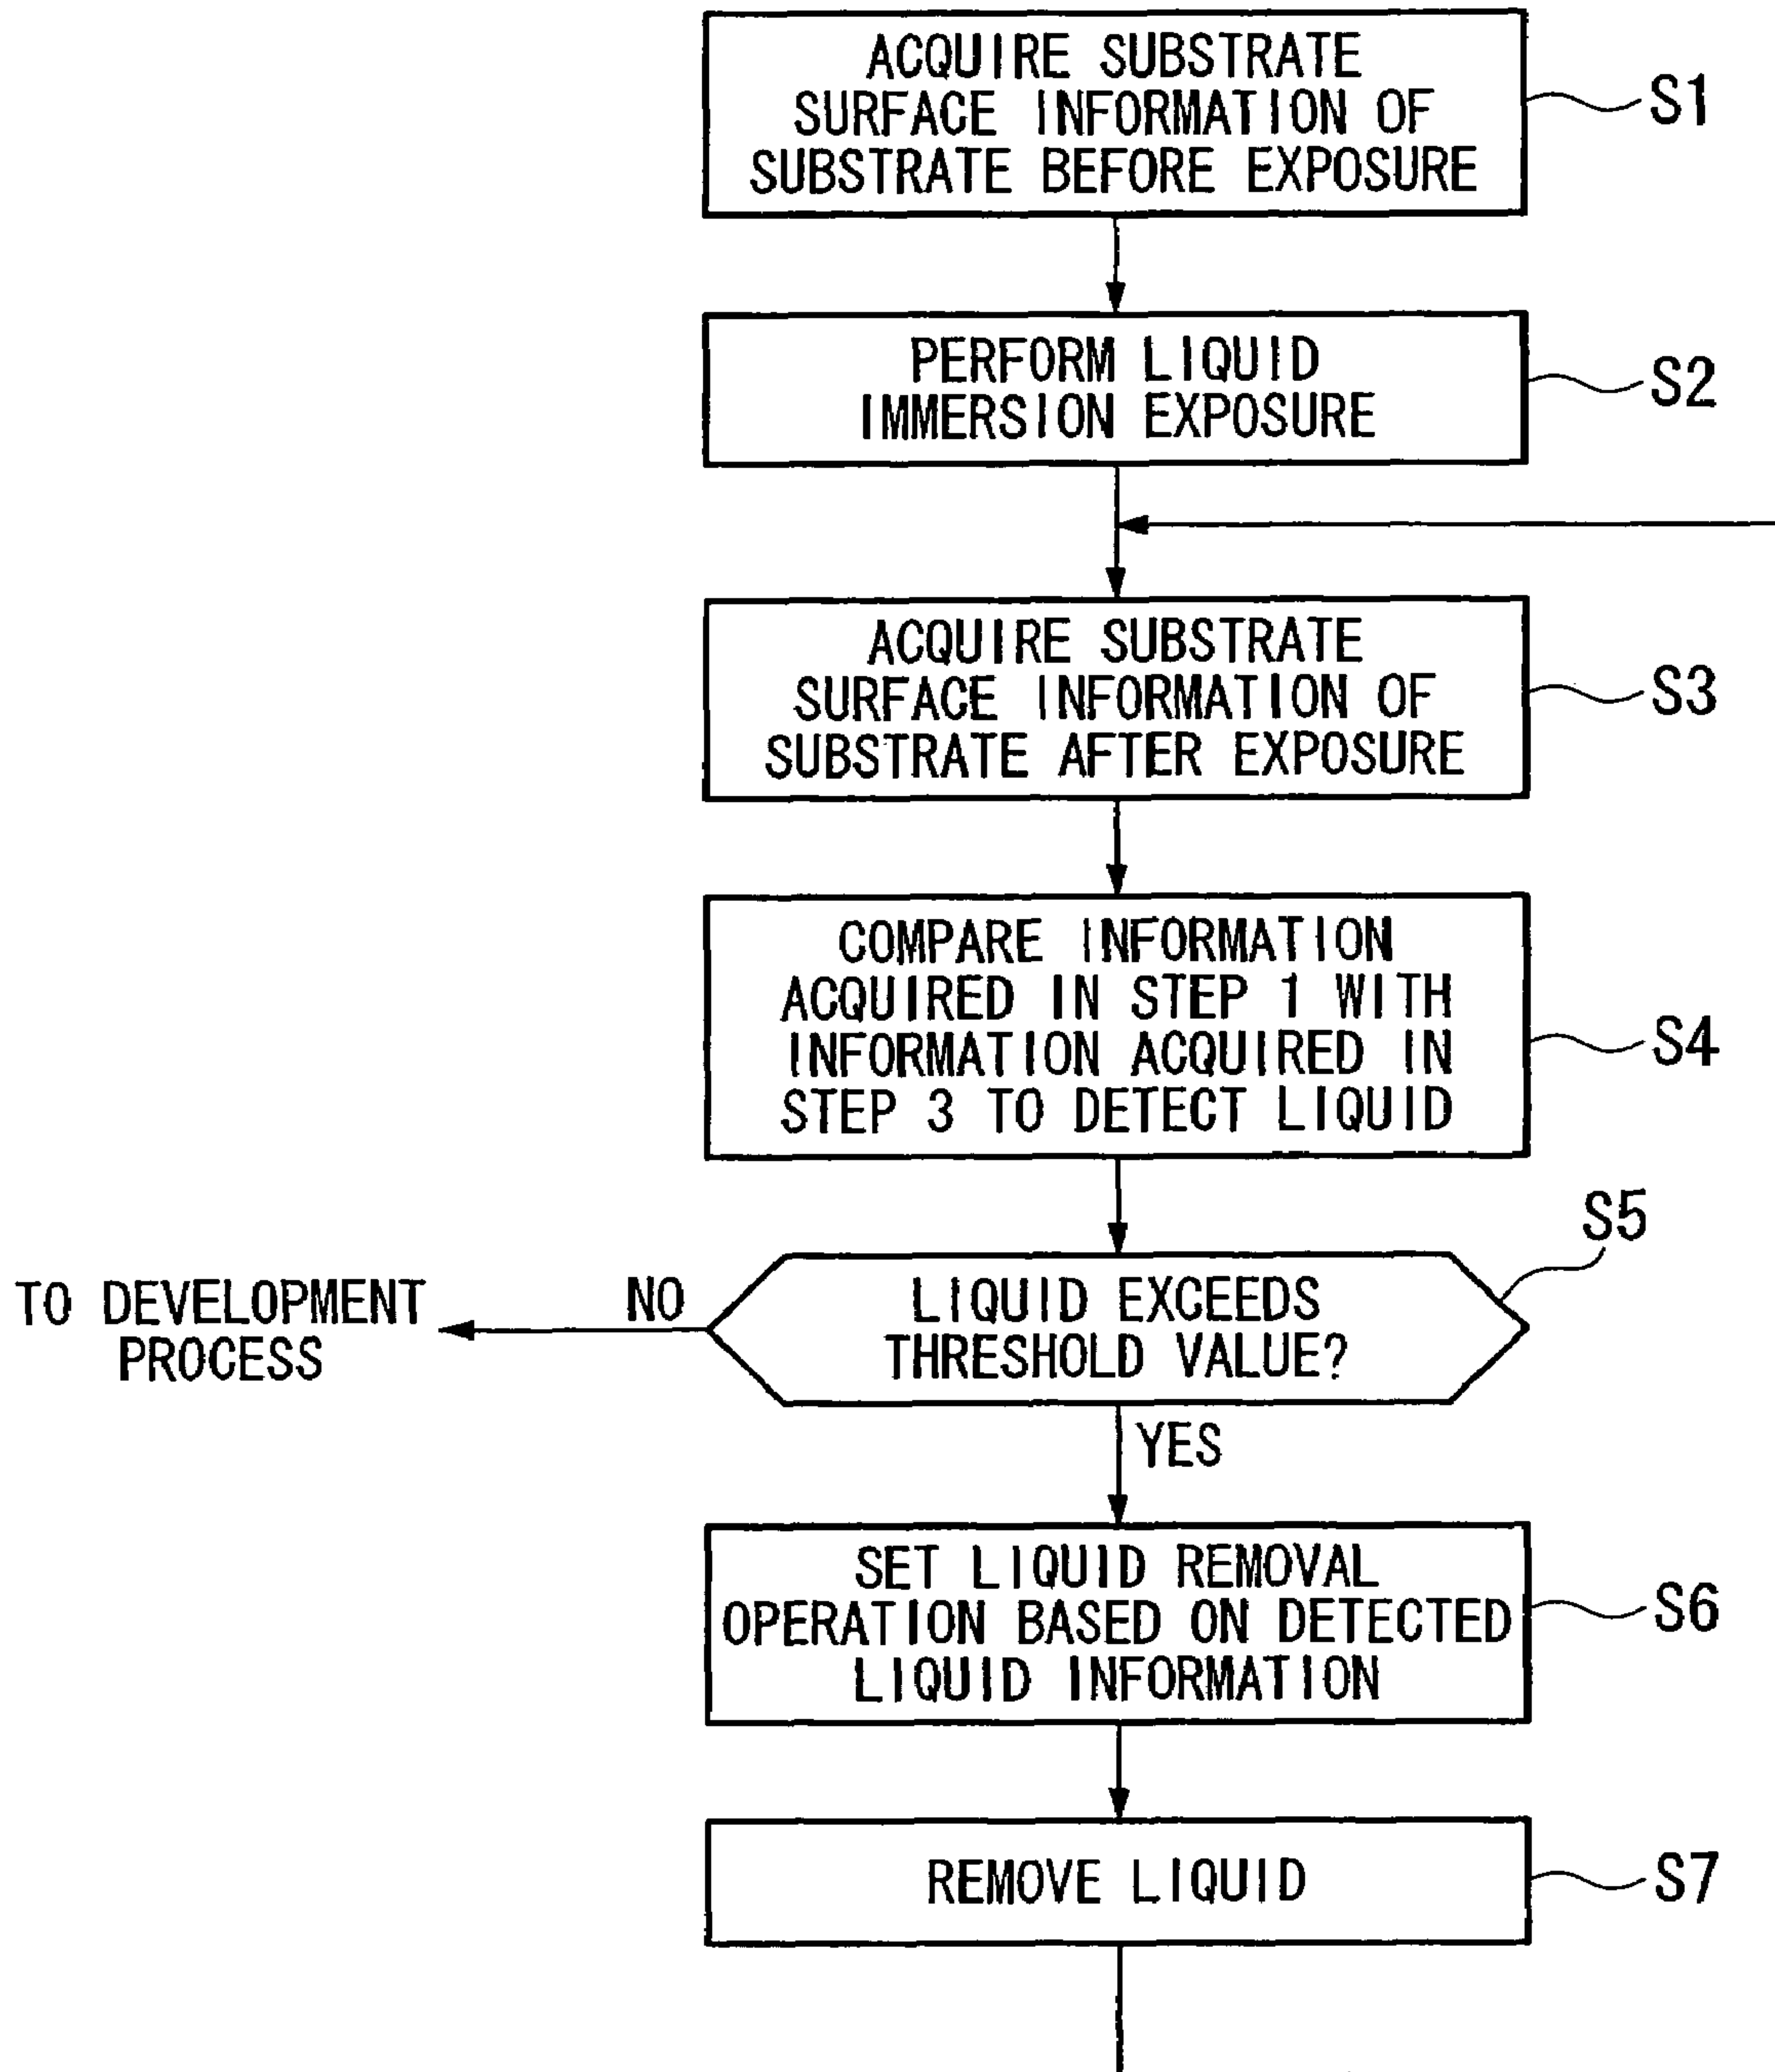 ACQUIRE SUBSTRATE
SURFACE INFORMATION OF
SUBSTRATE BEFORE EXPOSURE
S1
PERFORM LIQUID
IMMERSION EXPOSURE
S2
ACQUIRE SUBSTRATE
SURFACE INFORMATION OF
SUBSTRATE AFTER EXPOSURE
S3
COMPARE INFORMATION
ACQUIRED IN STEP 1 WITH
INFORMATION ACQUIRED IN
STEP 3 TO DETECT LIQUID
S4
S5
LIQUID EXCEEDS
THRESHOLD VALUE?
NO
TO DEVELOPMENT
PROCESS
YES
SET LIQUID REMOVAL
OPERATION BASED ON DETECTED
LIQUID INFORMATION
S6
REMOVE LIQUID
S7